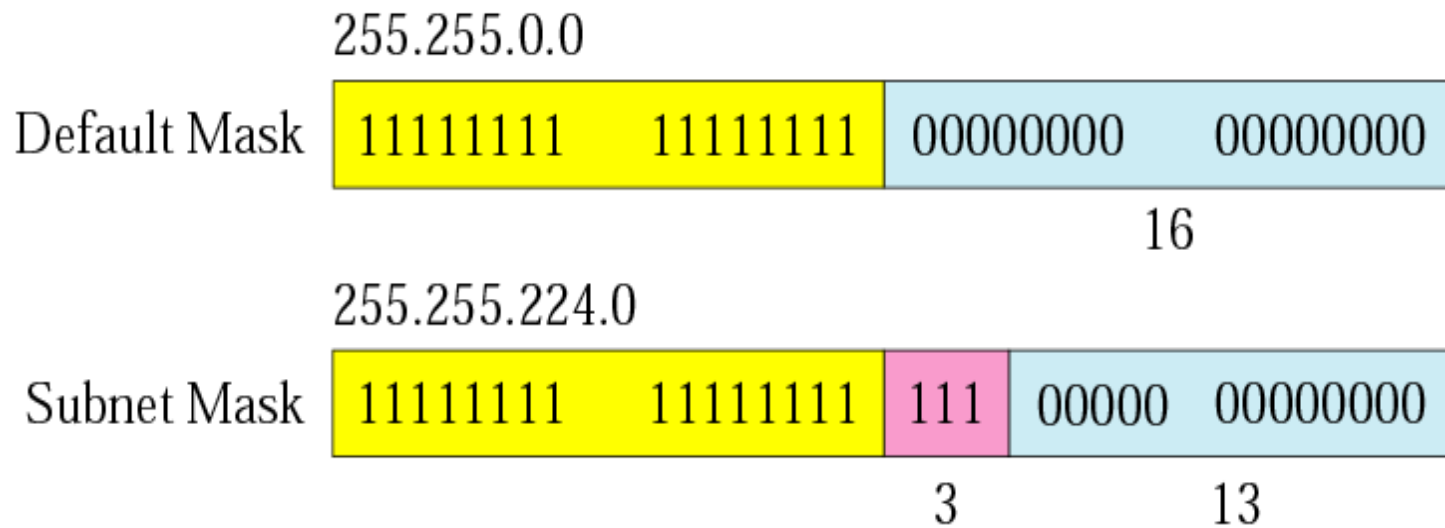 255.255.0.0
Default Mask 11111111 11111111 00000000 00000000
16
255.255.224.0
Subnet Mask 11111111 11111111 111 00000 00000000
3 13